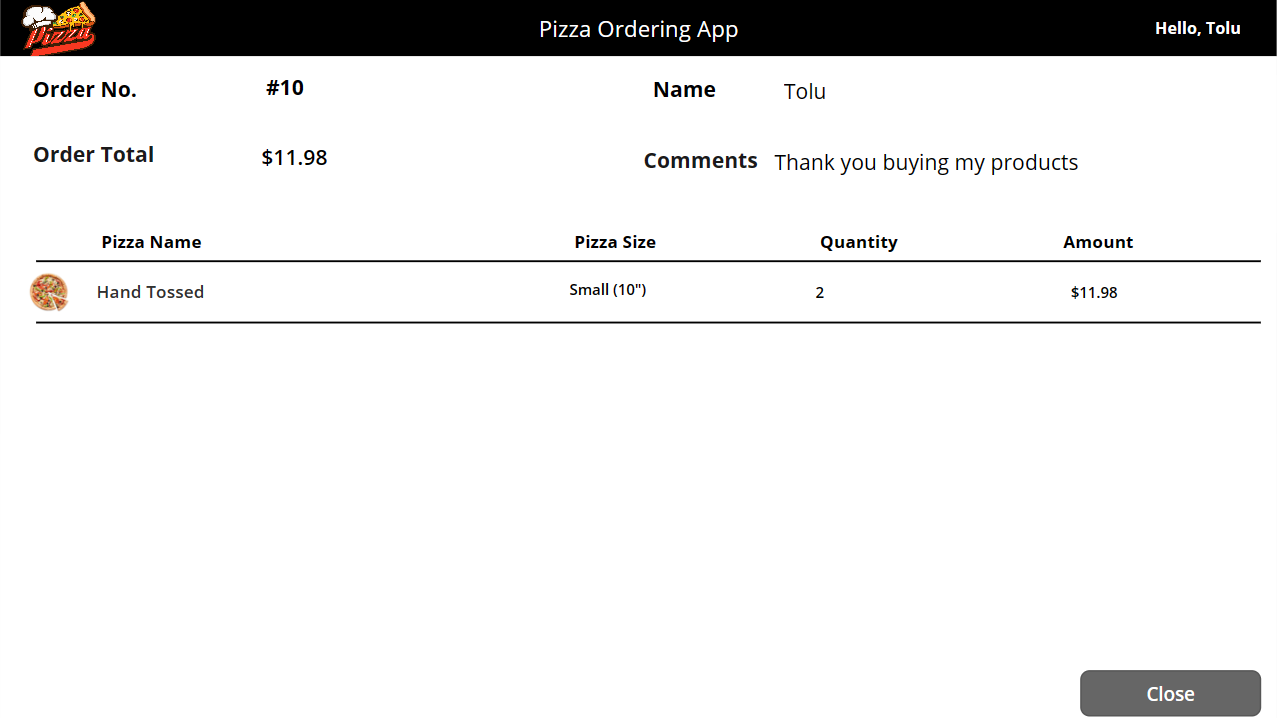 Pizza
Pizza Ordering App
Hello, Tolu
Order No. #10
Name Tolu
Order Total $11.98
Comments Thank you buying my products
Pizza Name Pizza Size Quantity Amount
Hand Tossed Small (10") 2 $11.98
Close